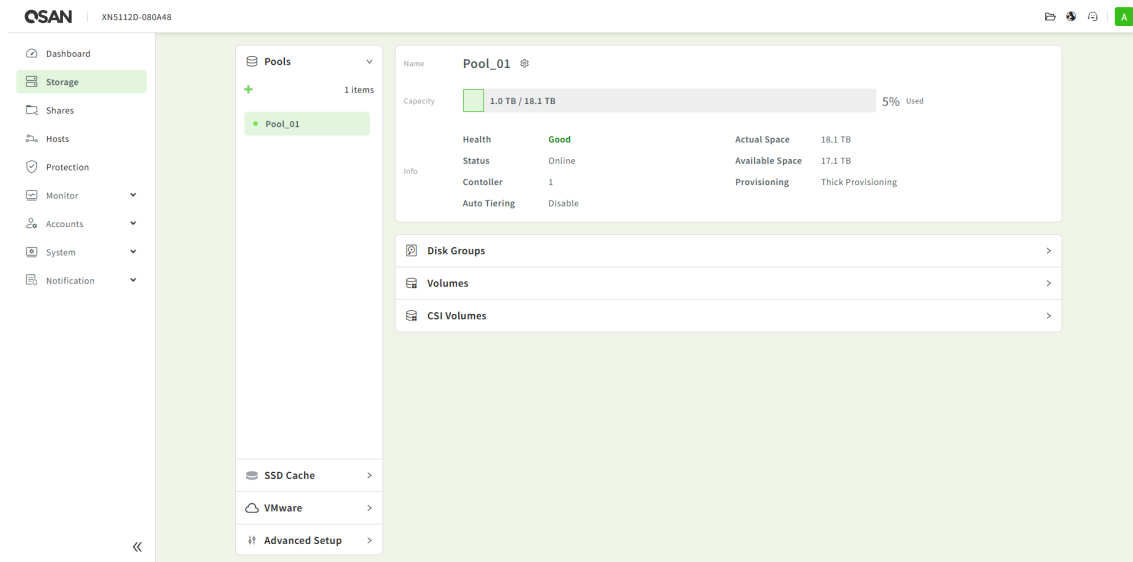 QSAN
XN5112D-080A48
A
Dashboard
Storage
Shares
Hosts
Protection
Monitor
Accounts
System
Notification
Pools
1 items
Pool_01
SSD Cache
VMware
Advanced Setup
Name Pool_01
Capacity 1.0 TB / 18.1 TB 5% Used
Info
Health Good Actual Space 18.1 TB
Status Online Available Space 17.1 TB
Contoller 1 Provisioning Thick Provisioning
Auto Tiering Disable
Disk Groups
Volumes
CSI Volumes